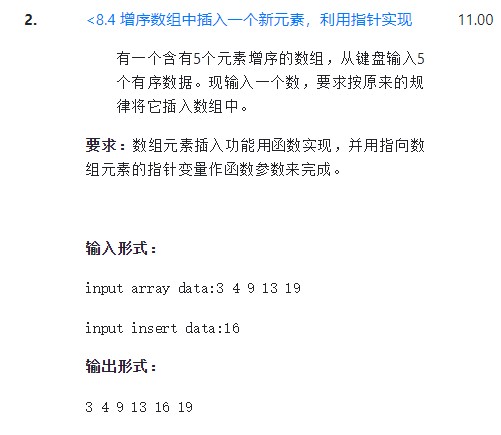 2. <8.4 增序数组中插入一个新元素，利用指针实现 11.00
有一个含有5个元素增序的数组，从键盘输入5
个有序数据。现输入一个数，要求按原来的规
律将它插入数组中。
要求：数组元素插入功能用函数实现，并用指向数
组元素的指针变量作函数参数来完成。
输入形式：
input array data:3 4 9 13 19
input insert data:16
输出形式：
3 4 9 13 16 19